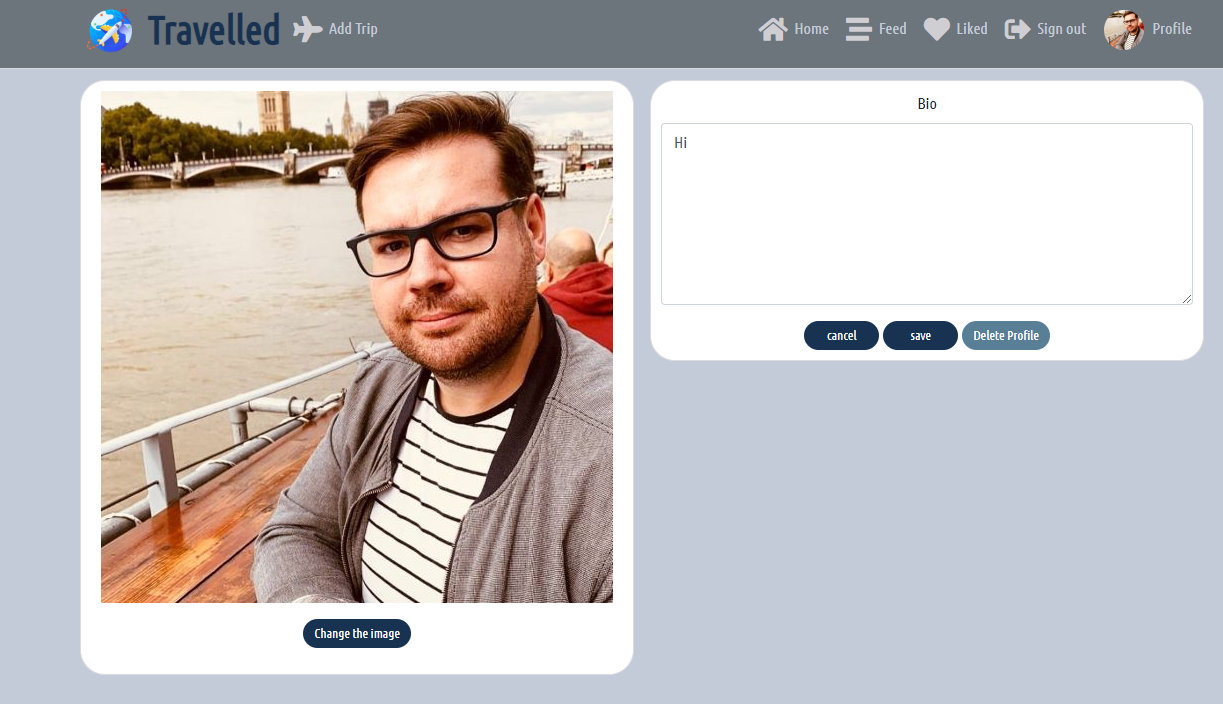 Travelled Add Trip Home Feed Liked Sign out Profile
Bio
Hi
cancel save Delete Profile
Change the image